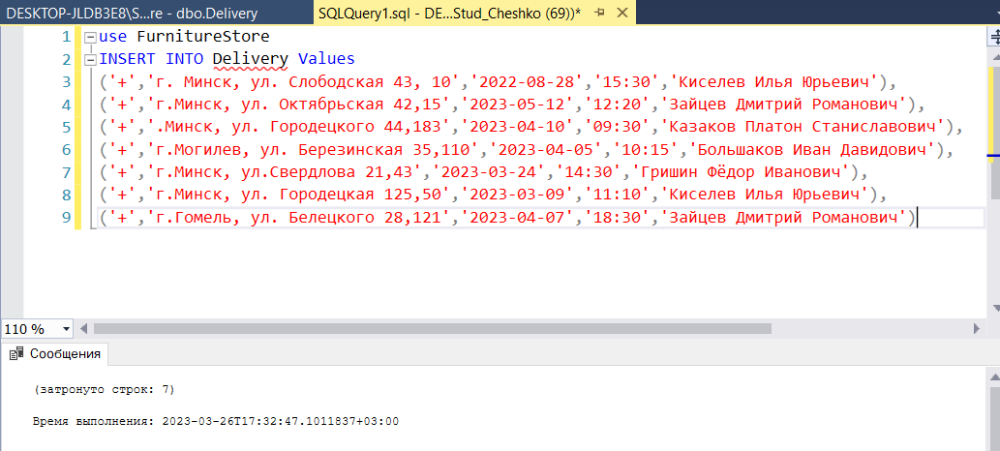 DESKTOP-JLDB3E8\S...re - dbo.Delivery
SQLQuery1.sql - DE...Stud_Cheshko (69))*
1 use FurnitureStore
2 INSERT INTO Delivery Values
3 ('+','г. Минск, ул. Слободская 43, 10','2022-08-28','15:30','Киселев Илья Юрьевич'),
4 ('+','г.Минск, ул. Октябрьская 42,15','2023-05-12','12:20','Зайцев Дмитрий Романович'),
5 ('+','.Минск, ул. Городецкого 44,183','2023-04-10','09:30','Казаков Платон Станиславович'),
6 ('+','г.Могилев, ул. Березинская 35,110','2023-04-05','10:15','Большаков Иван Давидович'),
7 ('+','г.Минск, ул.Свердлова 21,43','2023-03-24','14:30','Гришин Фёдор Иванович'),
8 ('+','г.Минск, ул. Городецкая 125,50','2023-03-09','11:10','Киселев Илья Юрьевич'),
9 ('+','г.Гомель, ул. Белецкого 28,121','2023-04-07','18:30','Зайцев Дмитрий Романович')
110 %
Сообщения
(затронуто строк: 7)
Время выполнения: 2023-03-26T17:32:47.1011837+03:00